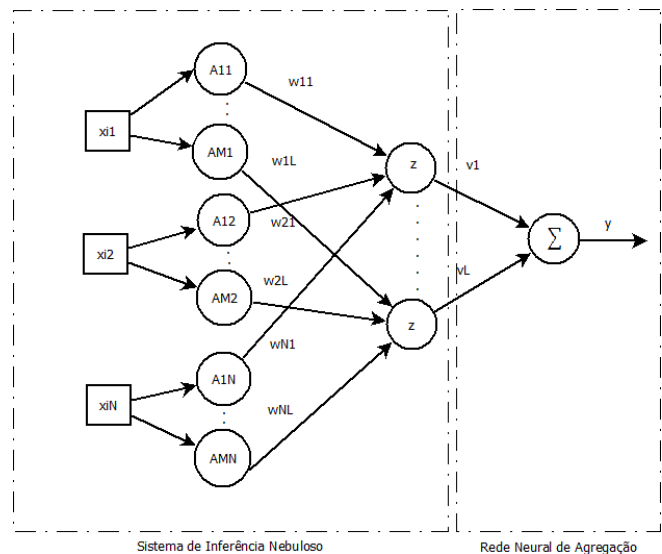 A11
w11
xi1
AM1
w1L
z
v1
A12
w21
xi2
∑
y
AM2
w2L
vL
z
wN1
A1N
xiN
wNL
AMN
Sistema de Inferência Nebuloso
Rede Neural de Agregação